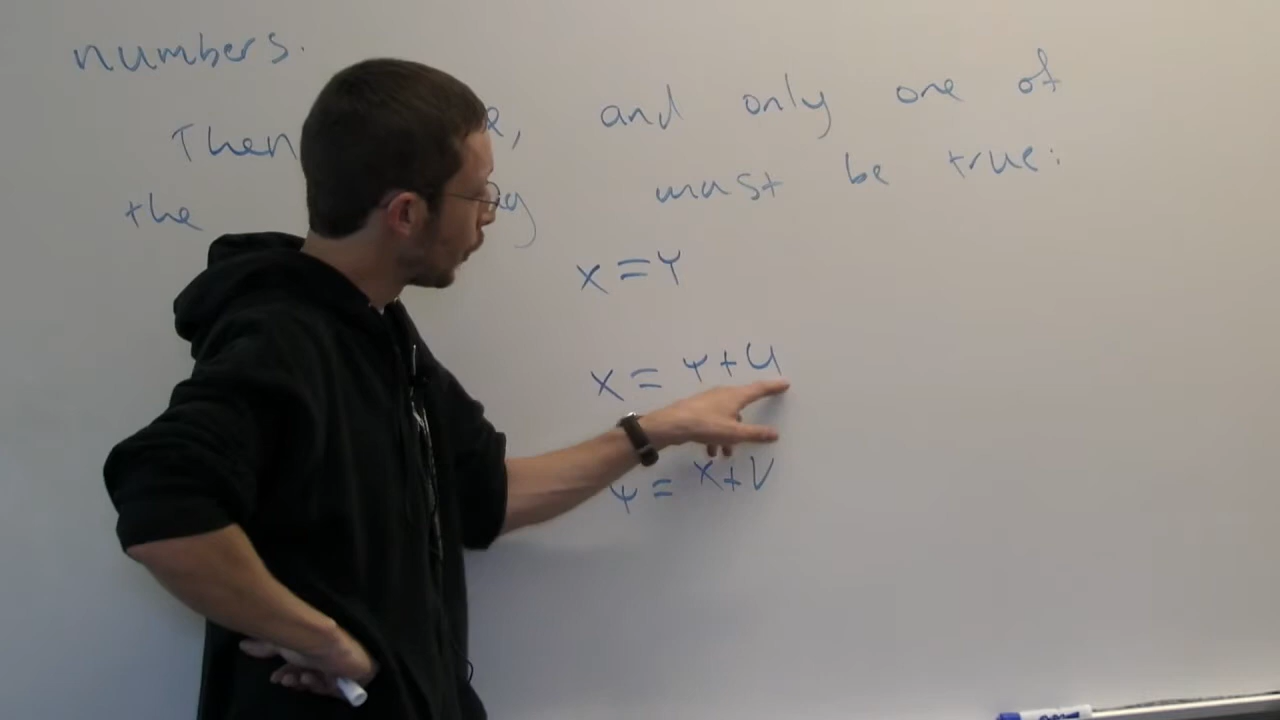 numbers.
Then and only one of
the must be true:
x = y
x = y + u
y = x + v